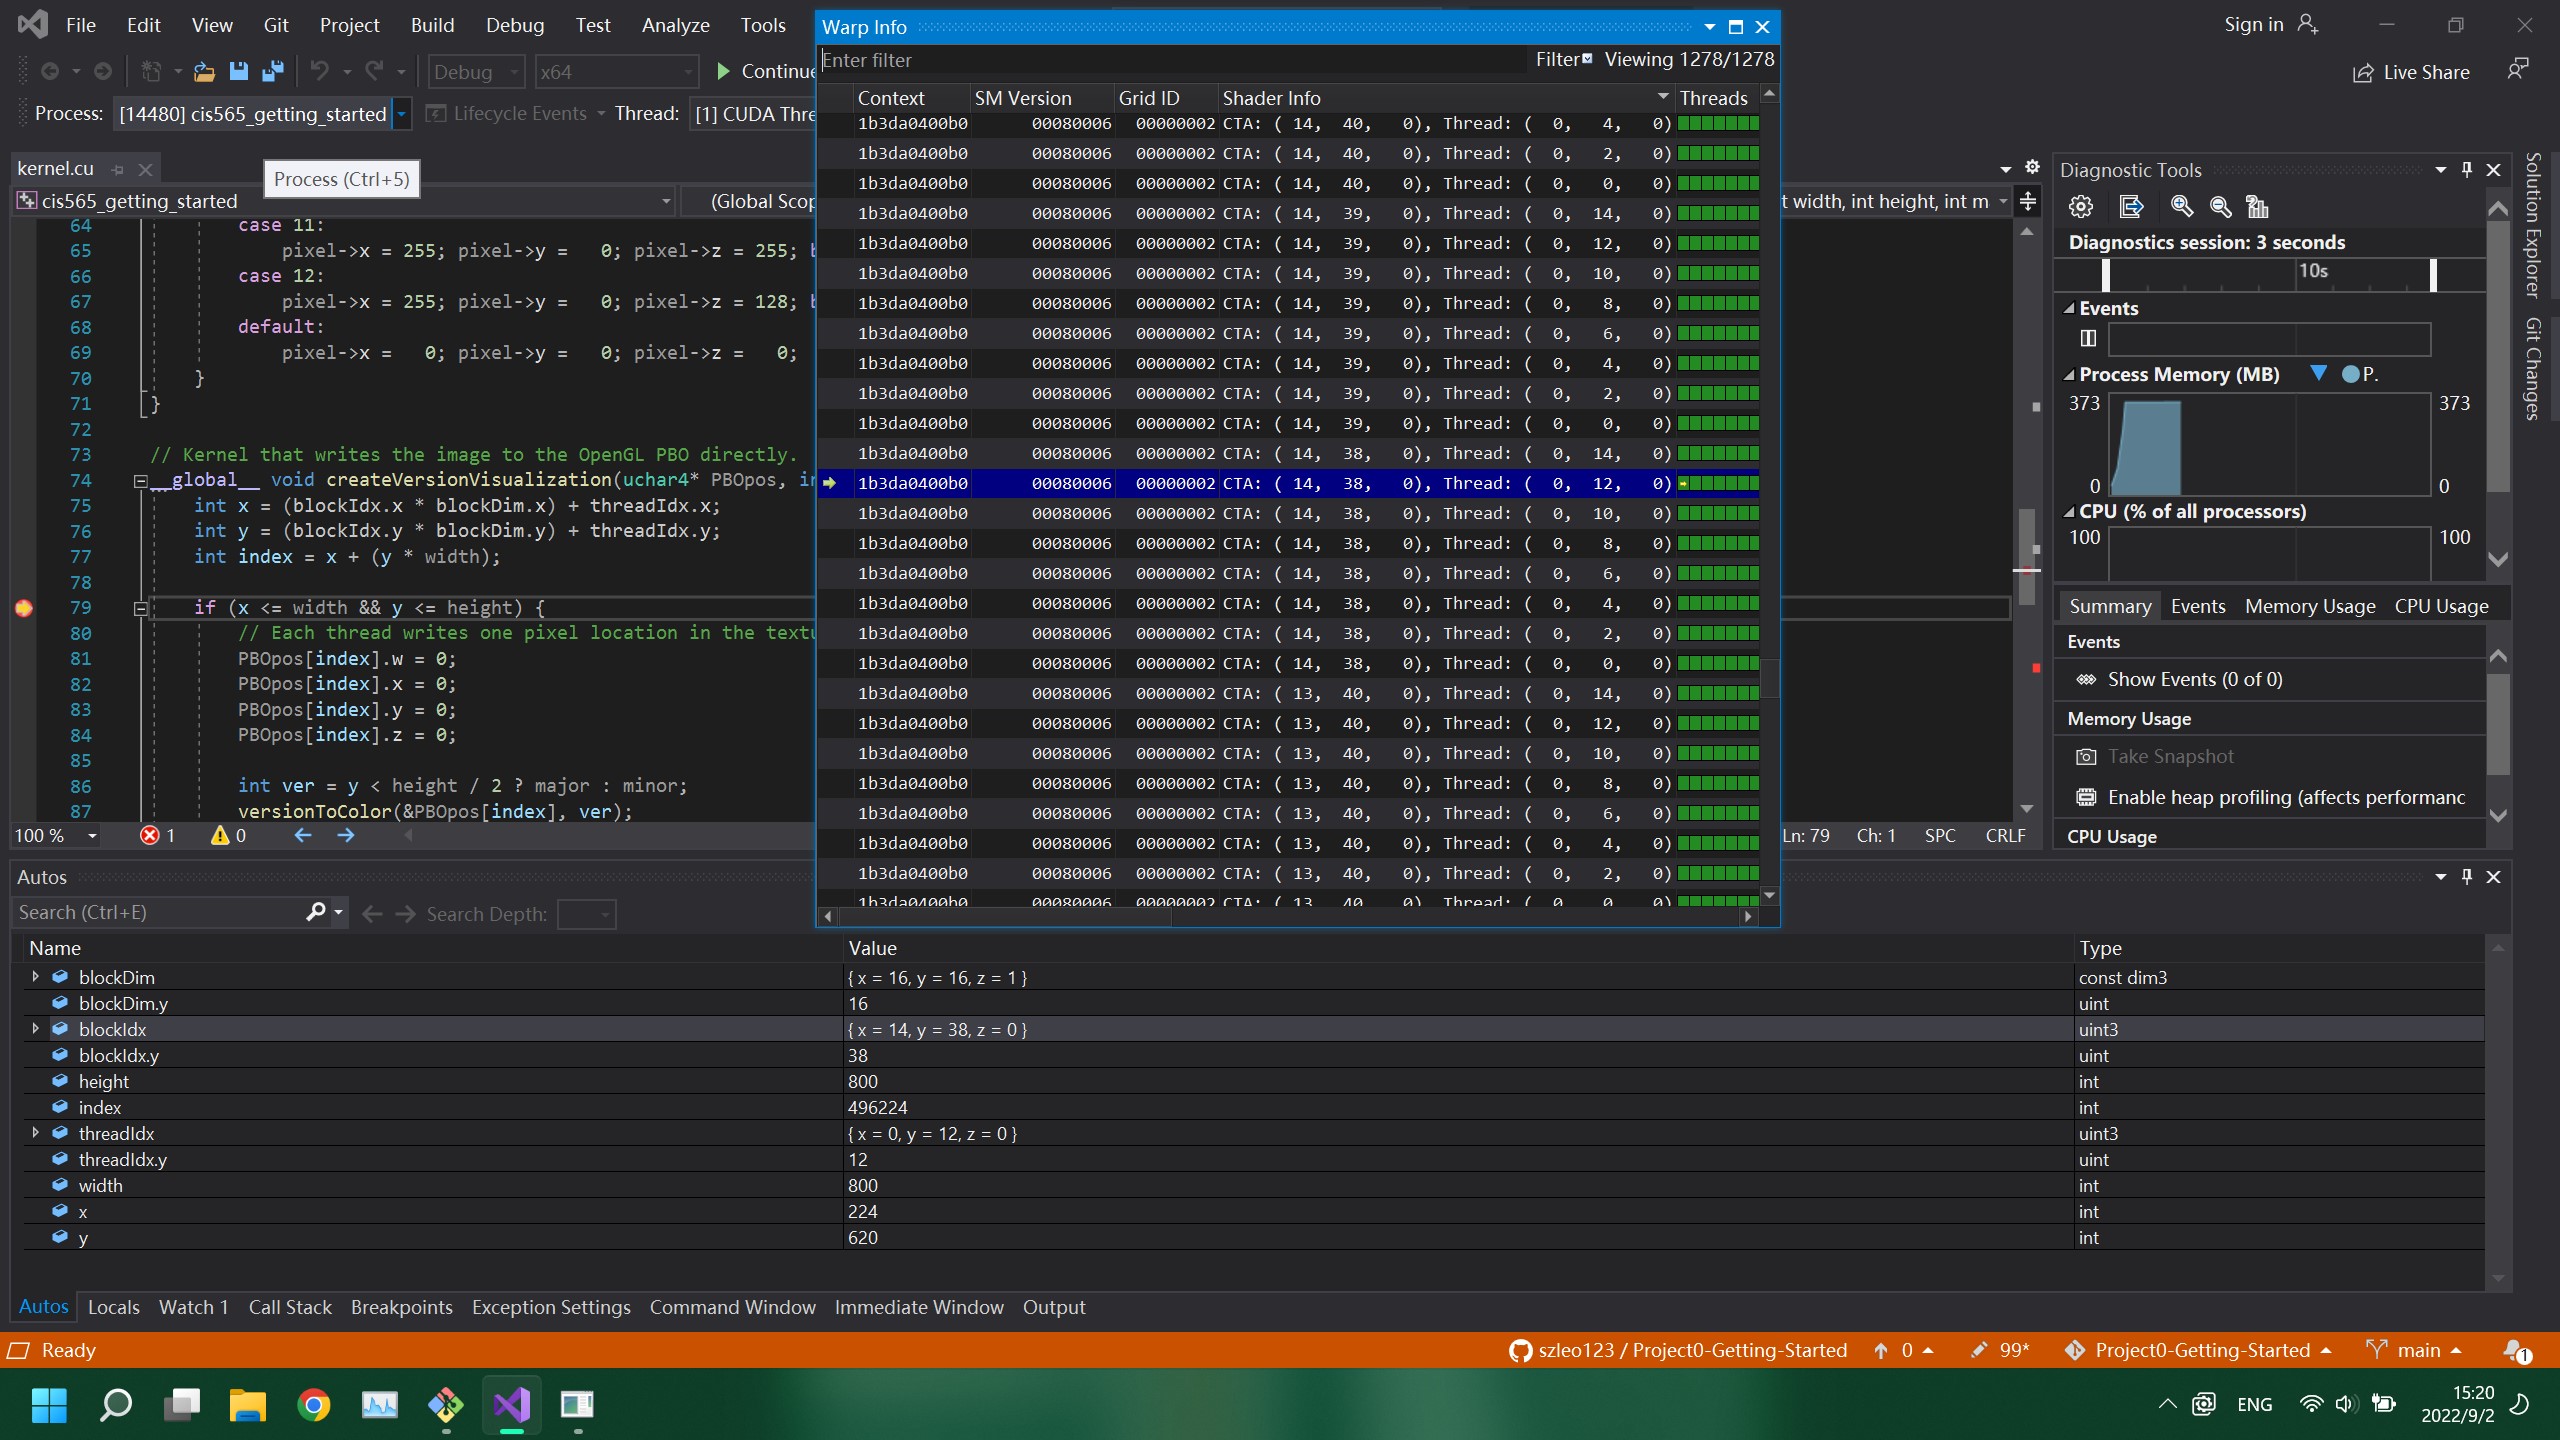 File Edit View Git Project Build Debug Test Analyze Tools
Sign in
Debug x64 Continue
Live Share
Process: [14480] cis565_getting_started Lifecycle Events Thread: [1] CUDA Thre
kernel.cu
Process (Ctrl+5)
cis565_getting_started (Global Scop
t width, int height, int m
64 case 11:
65 pixel->x = 255; pixel->y = 0; pixel->z = 255; b
66 case 12:
67 pixel->x = 255; pixel->y = 0; pixel->z = 128; b
68 default:
69 pixel->x = 0; pixel->y = 0; pixel->z = 0;
70 }
71 }
72
73 // Kernel that writes the image to the OpenGL PBO directly.
74 __global__ void createVersionVisualization(uchar4* PBOpos, in
75 int x = (blockIdx.x * blockDim.x) + threadIdx.x;
76 int y = (blockIdx.y * blockDim.y) + threadIdx.y;
77 int index = x + (y * width);
78
79 if (x <= width && y <= height) {
80 // Each thread writes one pixel location in the textu
81 PBOpos[index].w = 0;
82 PBOpos[index].x = 0;
83 PBOpos[index].y = 0;
84 PBOpos[index].z = 0;
85
86 int ver = y < height / 2 ? major : minor;
87 versionToColor(&PBOpos[index], ver);
100 % 1 0
Ln: 79 Ch: 1 SPC CRLF
Warp Info
Enter filter Filter Viewing 1278/1278
Context SM Version Grid ID Shader Info Threads
1b3da0400b0 00080006 00000002 CTA: ( 14, 40, 0), Thread: ( 0, 4, 0)
1b3da0400b0 00080006 00000002 CTA: ( 14, 40, 0), Thread: ( 0, 2, 0)
1b3da0400b0 00080006 00000002 CTA: ( 14, 40, 0), Thread: ( 0, 0, 0)
1b3da0400b0 00080006 00000002 CTA: ( 14, 39, 0), Thread: ( 0, 14, 0)
1b3da0400b0 00080006 00000002 CTA: ( 14, 39, 0), Thread: ( 0, 12, 0)
1b3da0400b0 00080006 00000002 CTA: ( 14, 39, 0), Thread: ( 0, 10, 0)
1b3da0400b0 00080006 00000002 CTA: ( 14, 39, 0), Thread: ( 0, 8, 0)
1b3da0400b0 00080006 00000002 CTA: ( 14, 39, 0), Thread: ( 0, 6, 0)
1b3da0400b0 00080006 00000002 CTA: ( 14, 39, 0), Thread: ( 0, 4, 0)
1b3da0400b0 00080006 00000002 CTA: ( 14, 39, 0), Thread: ( 0, 2, 0)
1b3da0400b0 00080006 00000002 CTA: ( 14, 39, 0), Thread: ( 0, 0, 0)
1b3da0400b0 00080006 00000002 CTA: ( 14, 38, 0), Thread: ( 0, 14, 0)
1b3da0400b0 00080006 00000002 CTA: ( 14, 38, 0), Thread: ( 0, 12, 0)
1b3da0400b0 00080006 00000002 CTA: ( 14, 38, 0), Thread: ( 0, 10, 0)
1b3da0400b0 00080006 00000002 CTA: ( 14, 38, 0), Thread: ( 0, 8, 0)
1b3da0400b0 00080006 00000002 CTA: ( 14, 38, 0), Thread: ( 0, 6, 0)
1b3da0400b0 00080006 00000002 CTA: ( 14, 38, 0), Thread: ( 0, 4, 0)
1b3da0400b0 00080006 00000002 CTA: ( 14, 38, 0), Thread: ( 0, 2, 0)
1b3da0400b0 00080006 00000002 CTA: ( 14, 38, 0), Thread: ( 0, 0, 0)
1b3da0400b0 00080006 00000002 CTA: ( 13, 40, 0), Thread: ( 0, 14, 0)
1b3da0400b0 00080006 00000002 CTA: ( 13, 40, 0), Thread: ( 0, 12, 0)
1b3da0400b0 00080006 00000002 CTA: ( 13, 40, 0), Thread: ( 0, 10, 0)
1b3da0400b0 00080006 00000002 CTA: ( 13, 40, 0), Thread: ( 0, 8, 0)
1b3da0400b0 00080006 00000002 CTA: ( 13, 40, 0), Thread: ( 0, 6, 0)
1b3da0400b0 00080006 00000002 CTA: ( 13, 40, 0), Thread: ( 0, 4, 0)
1b3da0400b0 00080006 00000002 CTA: ( 13, 40, 0), Thread: ( 0, 2, 0)
1b3da0400b0 00080006 00000002 CTA: ( 13, 40, 0), Thread: ( 0, 0, 0)
Diagnostic Tools
Diagnostics session: 3 seconds
10s
Events
Process Memory (MB) P.
373 373
0 0
CPU (% of all processors)
100 100
Summary Events Memory Usage CPU Usage
Events
Show Events (0 of 0)
Memory Usage
Take Snapshot
Enable heap profiling (affects performanc
CPU Usage
Solution Explorer
Git Changes
Autos
Search (Ctrl+E) Search Depth:
Name Value Type
blockDim { x = 16, y = 16, z = 1 } const dim3
blockDim.y 16 uint
blockIdx { x = 14, y = 38, z = 0 } uint3
blockIdx.y 38 uint
height 800 int
index 496224 int
threadIdx { x = 0, y = 12, z = 0 } uint3
threadIdx.y 12 uint
width 800 int
x 224 int
y 620 int
Autos Locals Watch 1 Call Stack Breakpoints Exception Settings Command Window Immediate Window Output
Ready szleo123 / Project0-Getting-Started 0 99* Project0-Getting-Started main 1
ENG 15:20
2022/9/2